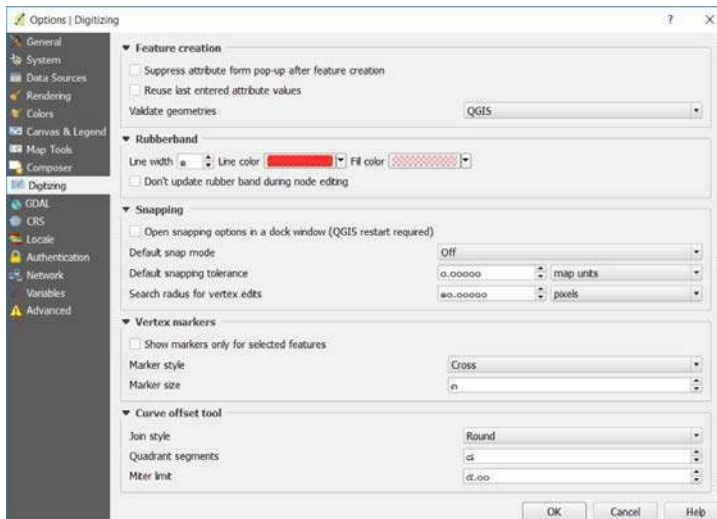 Options | Digitizing
?
General
System
Data Sources
Rendering
Colors
Canvas & Legend
Map Tools
Composer
Digitizing
GDAL
CRS
Locale
Authentication
Network
Variables
Advanced
Feature creation
Suppress attribute form pop-up after feature creation
Reuse last entered attribute values
Validate geometries QGIS
Rubberband
Line width Line color Fill color
Don't update rubber band during node editing
Snapping
Open snapping options in a dock window (QGIS restart required)
Default snap mode Off
Default snapping tolerance map units
Search radius for vertex edits pixels
Vertex markers
Show markers only for selected features
Marker style Cross
Marker size
Curve offset tool
Join style Round
Quadrant segments
Miter limit
OK Cancel Help